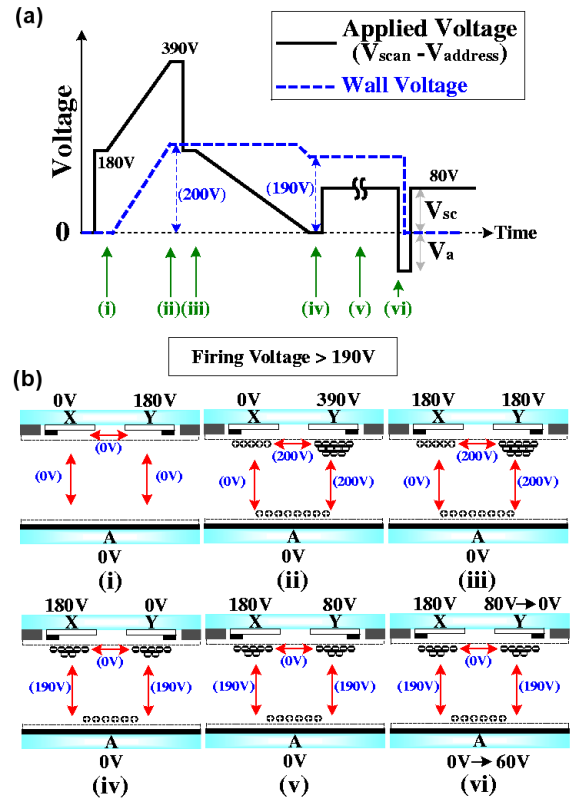 (a)
390V
Applied Voltage
(Vscan -Vaddress)
Wall Voltage
Voltage
180V
(200V)
(190V)
80V
Vsc
0
Time
Va
(i) (ii) (iii) (iv) (v) (vi)
Firing Voltage > 190V
(b)
0V 180V 0V 390V 180V 180V
X Y X Y X Y
(0V) (200V) (200V)
(0V) (0V) (0V) (200V) (0V) (200V)
A A A
0V 0V 0V
(i) (ii) (iii)
180V 0V 180V 80V 180V 80V→0V
X Y X Y X Y
(0V) (0V) (0V)
(190V) (190V) (190V) (190V) (190V) (190V)
A A A
0V 0V 0V→60V
(iv) (v) (vi)